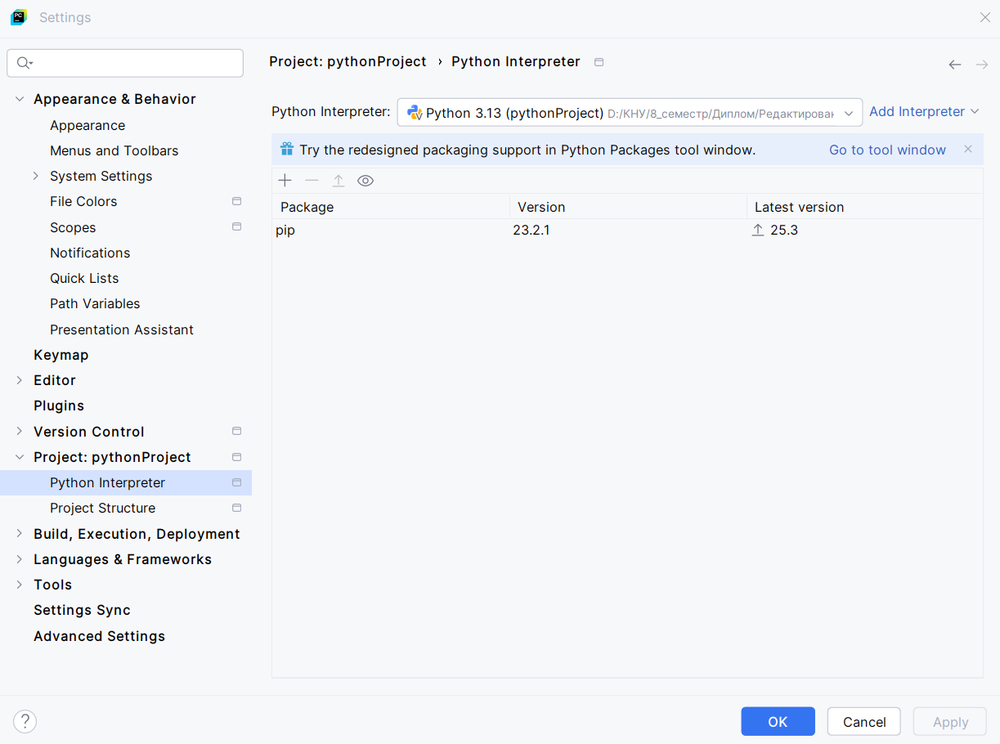 Settings
Appearance & Behavior
Appearance
Menus and Toolbars
System Settings
File Colors
Scopes
Notifications
Quick Lists
Path Variables
Presentation Assistant
Keymap
Editor
Plugins
Version Control
Project: pythonProject
Python Interpreter
Project Structure
Build, Execution, Deployment
Languages & Frameworks
Tools
Settings Sync
Advanced Settings
Project: pythonProject › Python Interpreter
Python Interpreter: Python 3.13 (pythonProject) D:/КНУ/8_семестр/Диплом/Редактирован Add Interpreter
Try the redesigned packaging support in Python Packages tool window. Go to tool window
Package Version Latest version
pip 23.2.1 25.3
? OK Cancel Apply